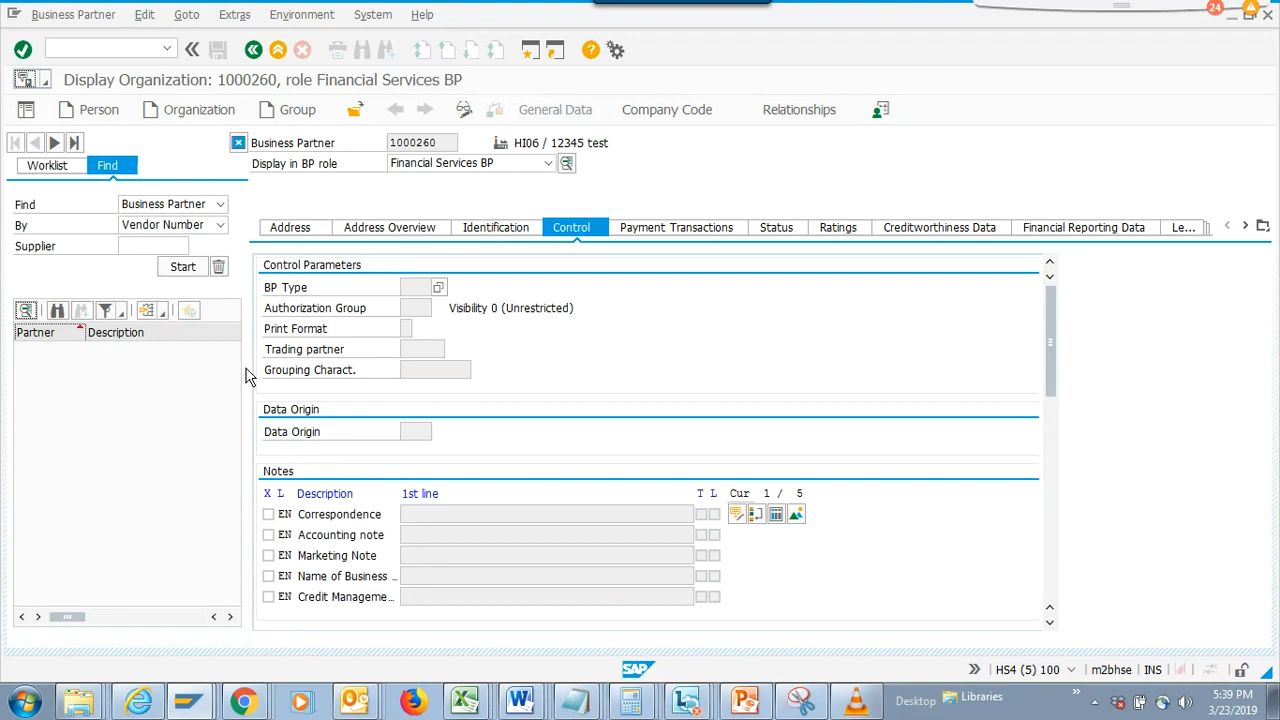 Business Partner Edit Goto Extras Environment System Help
24
Display Organization: 1000260, role Financial Services BP
Person Organization Group General Data Company Code Relationships
Business Partner 1000260 HI06 / 12345 test
Worklist Find
Display in BP role Financial Services BP
Find Business Partner
By Vendor Number
Supplier
Start
Address Address Overview Identification Control Payment Transactions Status Ratings Creditworthiness Data Financial Reporting Data Le...
Partner Description
Control Parameters
BP Type
Authorization Group Visibility 0 (Unrestricted)
Print Format
Trading partner
Grouping Charact.
Data Origin
Data Origin
Notes
X L Description 1st line T L Cur 1 / 5
EN Correspondence
EN Accounting note
EN Marketing Note
EN Name of Business ...
EN Credit Manageme...
SAP HS4 (5) 100 m2bhse INS
Desktop Libraries 5:39 PM
3/23/2019